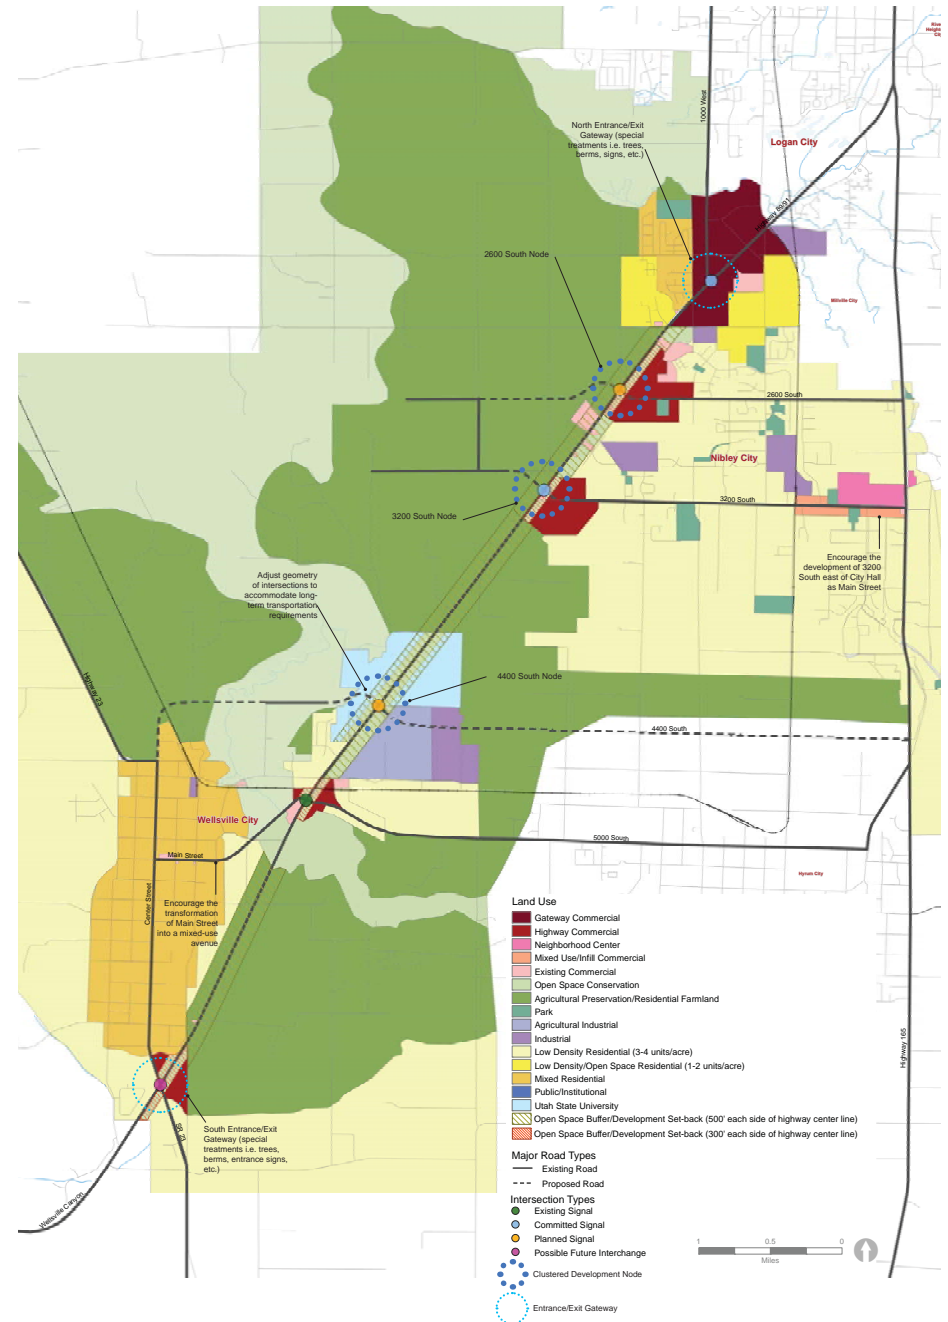 River
Heights
City
1000 West
North Entrance/Exit
Gateway (special
treatments i.e. trees,
berms, signs, etc.)
Logan City
Highway 89/91
2600 South Node
Millville City
2600 South
Nibley City
3200 South
3200 South Node
Encourage the
development of 3200
South east of City Hall
as Main Street
Adjust geometry
of intersections to
accommodate long-
term transportation
requirements
Highway 23
4400 South Node
4400 South
Wellsville City
5000 South
Main Street
Hyrum City
Center Street
Encourage the
transformation
of Main Street
into a mixed-use
avenue
Highway 165
South Entrance/Exit
Gateway (special
treatments i.e. trees,
berms, entrance signs,
etc.)
SR 23
Wellsville Canyon
Land Use
Gateway Commercial
Highway Commercial
Neighborhood Center
Mixed Use/Infill Commercial
Existing Commercial
Open Space Conservation
Agricultural Preservation/Residential Farmland
Park
Agricultural Industrial
Industrial
Low Density Residential (3-4 units/acre)
Low Density/Open Space Residential (1-2 units/acre)
Mixed Residential
Public/Institutional
Utah State University
Open Space Buffer/Development Set-back (500' each side of highway center line)
Open Space Buffer/Development Set-back (300' each side of highway center line)
Major Road Types
Existing Road
Proposed Road
Intersection Types
Existing Signal
Committed Signal
Planned Signal
Possible Future Interchange
Clustered Development Node
Entrance/Exit Gateway
1 0.5 0
Miles